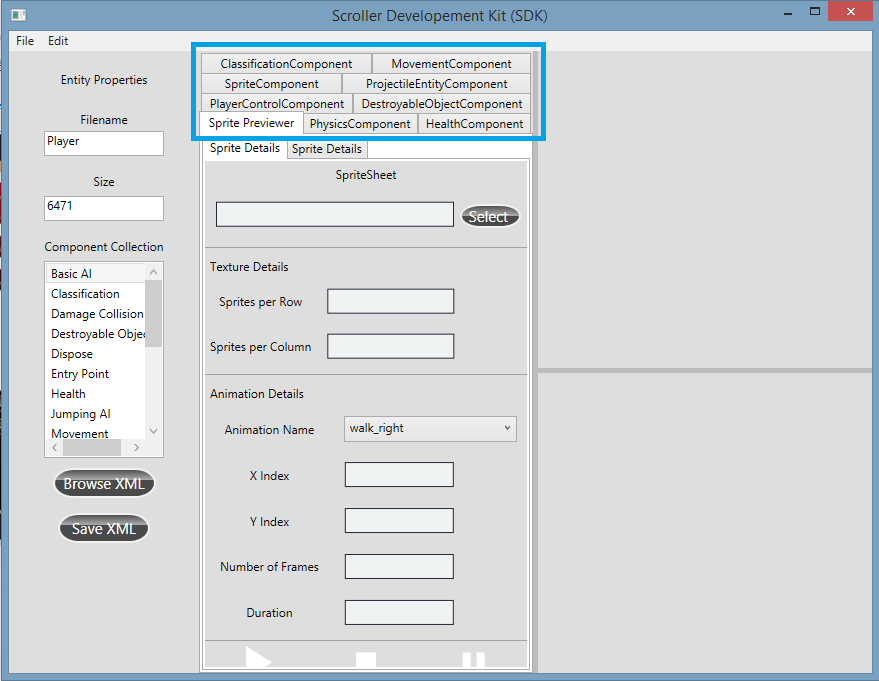 Scroller Developement Kit (SDK)
File Edit
Entity Properties
Filename
Player
Size
6471
Component Collection
Basic AI
Classification
Damage Collision
Destroyable Objec
Dispose
Entry Point
Health
Jumping AI
Movement
Browse XML
Save XML
ClassificationComponent MovementComponent
SpriteComponent ProjectileEntityComponent
PlayerControlComponent DestroyableObjectComponent
Sprite Previewer PhysicsComponent HealthComponent
Sprite Details Sprite Details
SpriteSheet
Select
Texture Details
Sprites per Row
Sprites per Column
Animation Details
Animation Name walk_right
X Index
Y Index
Number of Frames
Duration